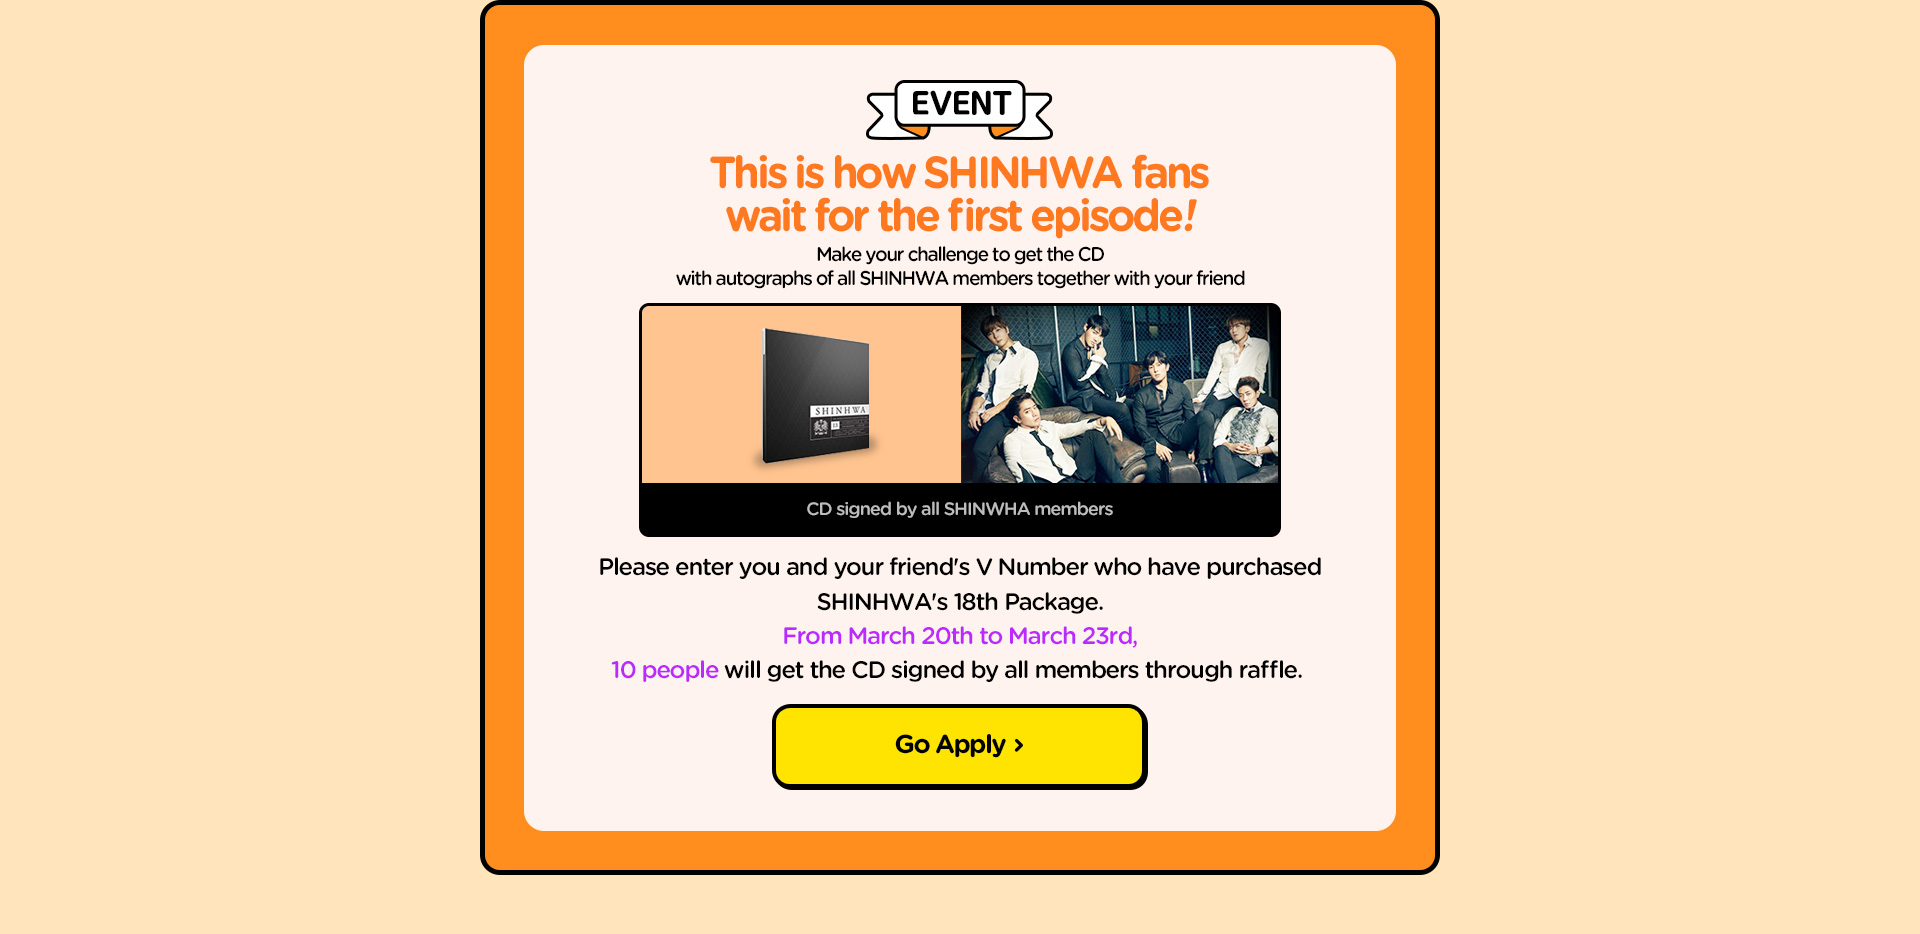 EVENT
This is how SHINHWA fans
wait for the first episode!
Make your challenge to get the CD
with autographs of all SHINHWA members together with your friend
SHINHWA
CD signed by all SHINWHA members
Please enter you and your friend's V Number who have purchased
SHINHWA's 18th Package.
From March 20th to March 23rd,
10 people will get the CD signed by all members through raffle.
Go Apply ›